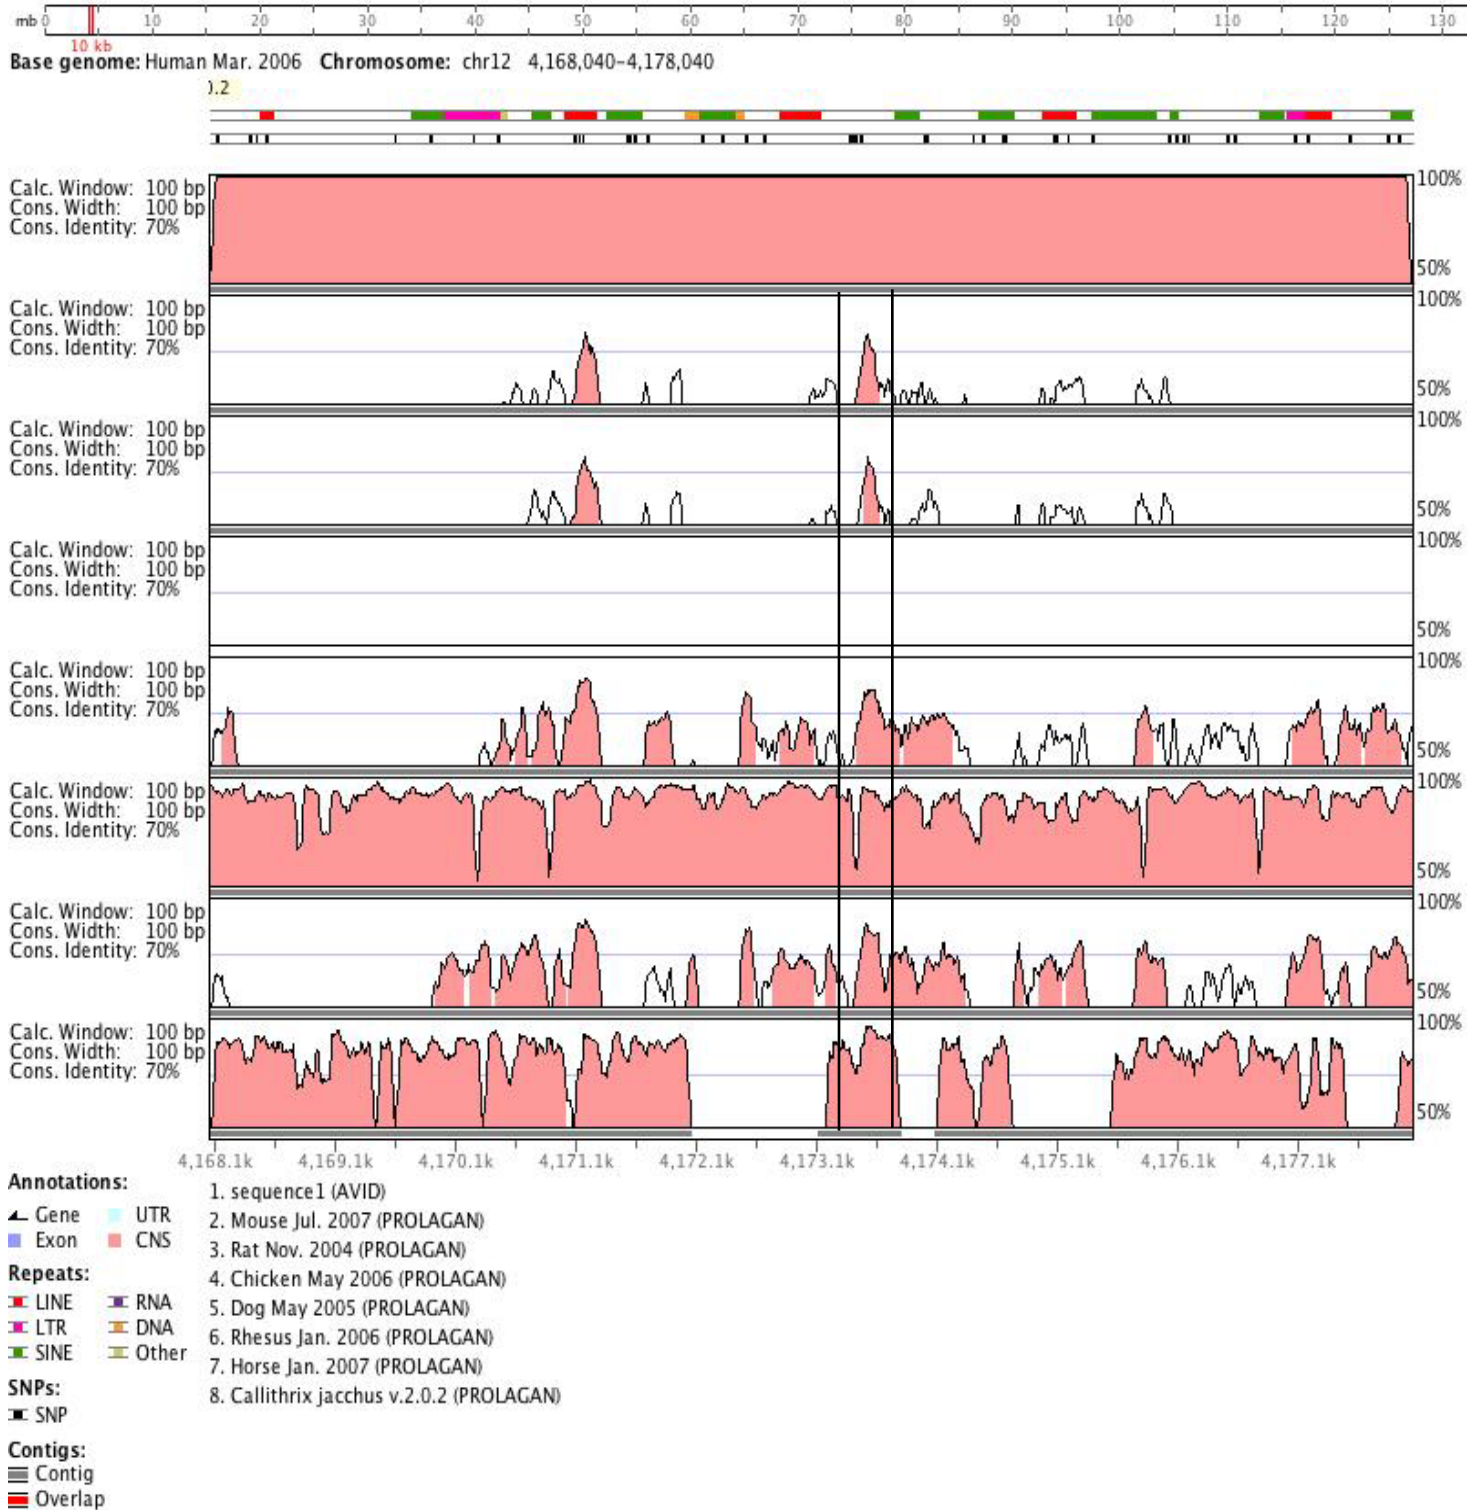 mb 0 10 20 30 40 50 60 70 80 90 100 110 120 130
10 kb
Base genome: Human Mar. 2006 Chromosome: chr12 4,168,040-4,178,040
).2
Calc. Window: 100 bp 100%
Cons. Width: 100 bp
Cons. Identity: 70%
50%
Calc. Window: 100 bp 100%
Cons. Width: 100 bp
Cons. Identity: 70%
50%
Calc. Window: 100 bp 100%
Cons. Width: 100 bp
Cons. Identity: 70%
50%
Calc. Window: 100 bp 100%
Cons. Width: 100 bp
Cons. Identity: 70%
50%
Calc. Window: 100 bp 100%
Cons. Width: 100 bp
Cons. Identity: 70%
50%
Calc. Window: 100 bp 100%
Cons. Width: 100 bp
Cons. Identity: 70%
50%
Calc. Window: 100 bp 100%
Cons. Width: 100 bp
Cons. Identity: 70%
50%
Calc. Window: 100 bp 100%
Cons. Width: 100 bp
Cons. Identity: 70%
50%
4,168.1k 4,169.1k 4,170.1k 4,171.1k 4,172.1k 4,173.1k 4,174.1k 4,175.1k 4,176.1k 4,177.1k
Annotations:
Gene UTR
Exon CNS
Repeats:
LINE RNA
LTR DNA
SINE Other
SNPs:
SNP
Contigs:
Contig
Overlap
1. sequence1 (AVID)
2. Mouse Jul. 2007 (PROLAGAN)
3. Rat Nov. 2004 (PROLAGAN)
4. Chicken May 2006 (PROLAGAN)
5. Dog May 2005 (PROLAGAN)
6. Rhesus Jan. 2006 (PROLAGAN)
7. Horse Jan. 2007 (PROLAGAN)
8. Callithrix jacchus v.2.0.2 (PROLAGAN)